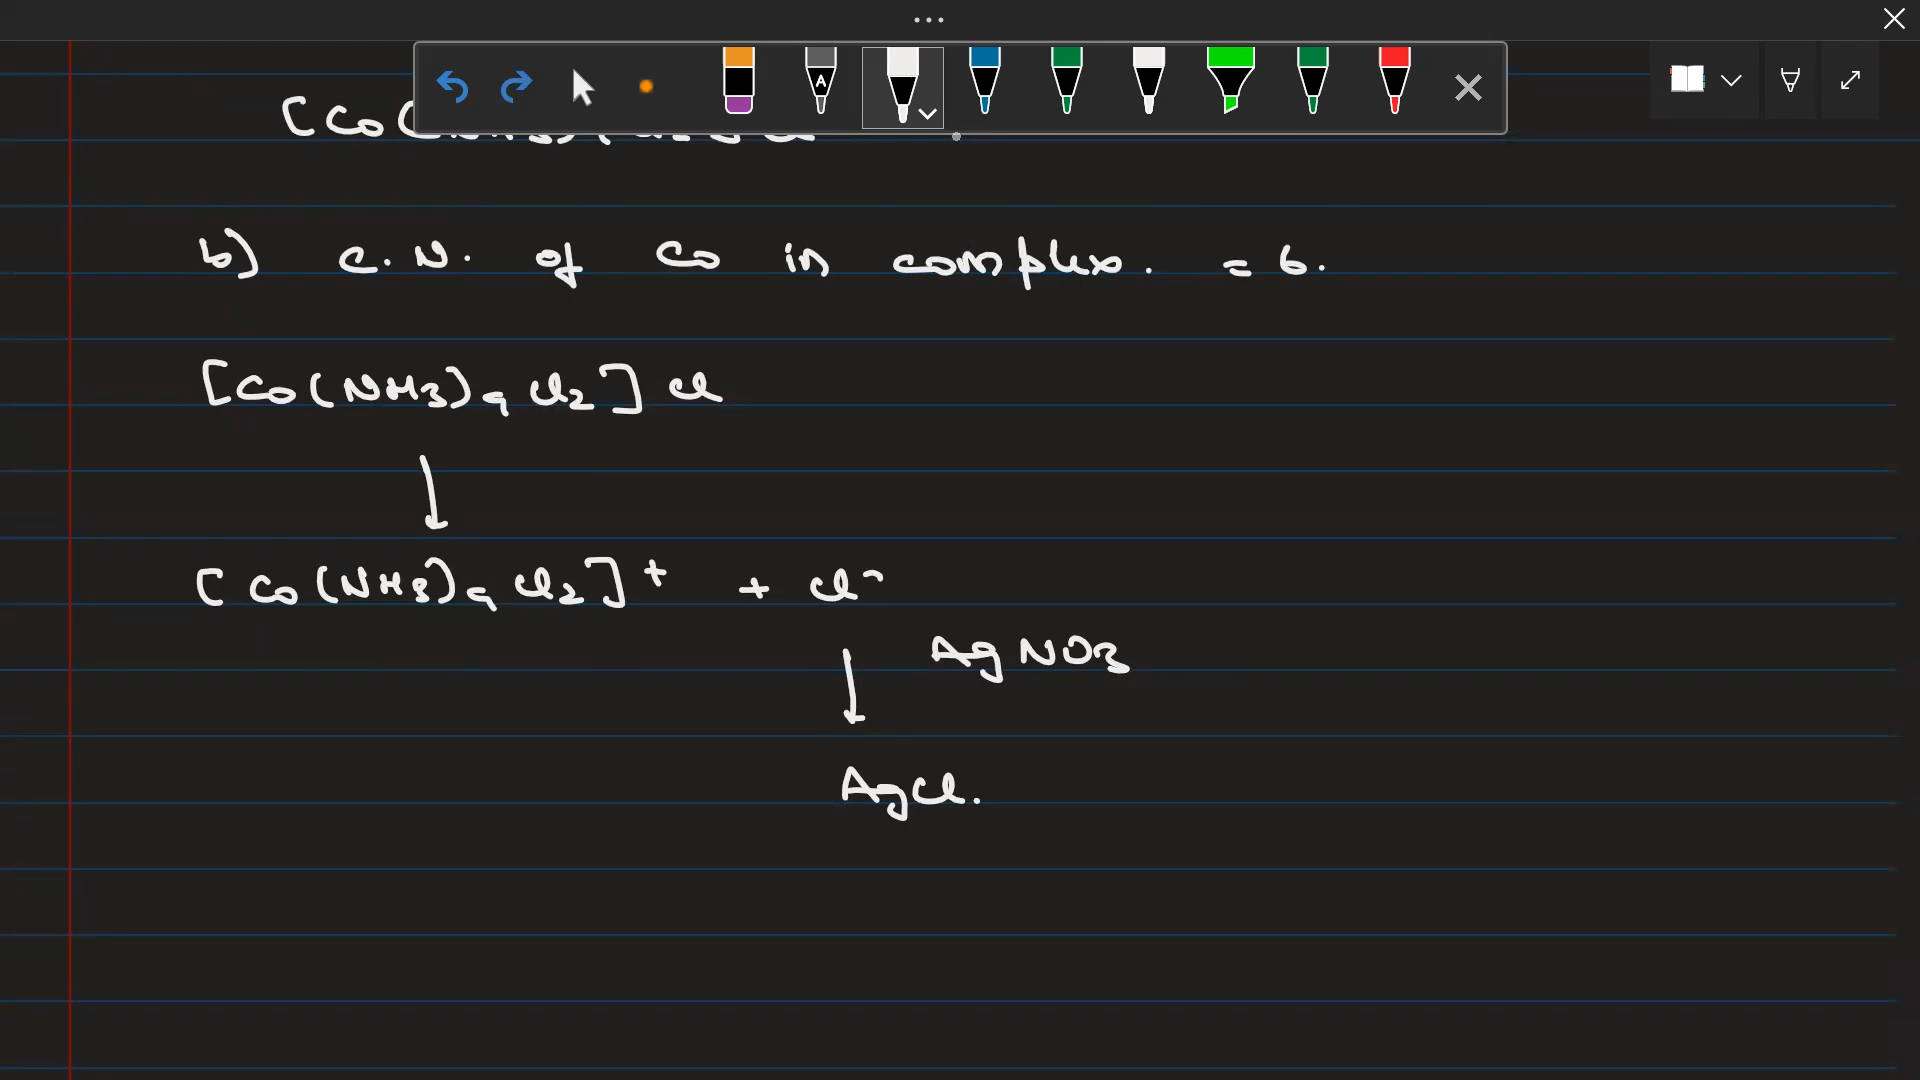 [Co(
b) C.N. of Co in complex. = 6.
[Co(NH3)4 Cl2] Cl
↓
[Co(NH3)4 Cl2]+ + Cl-
↓ AgNO3
AgCl.